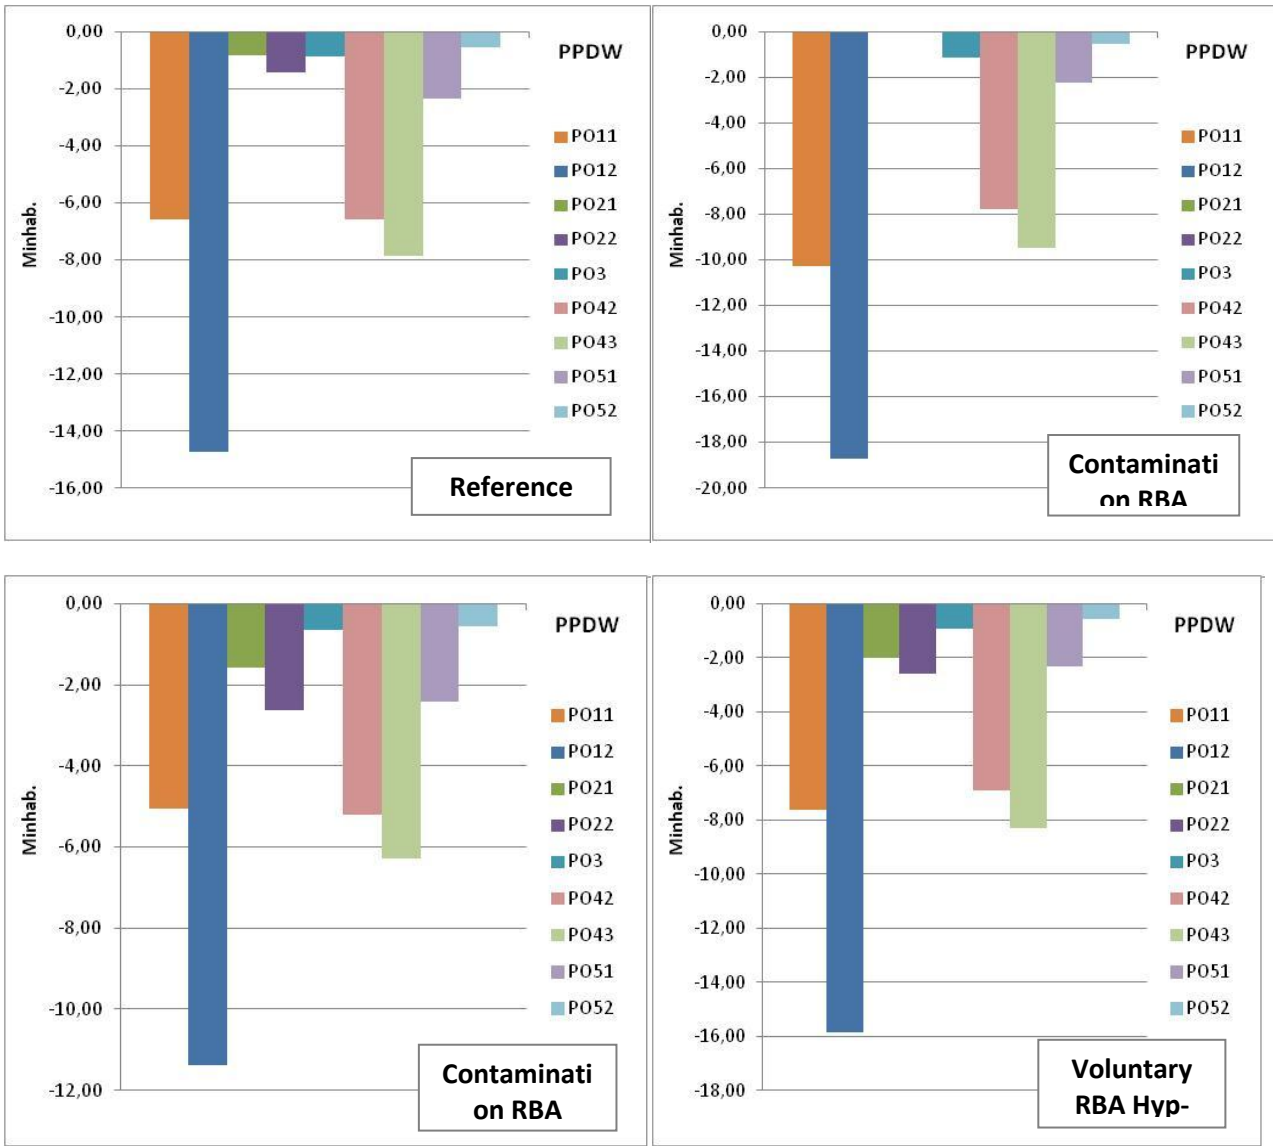 0,00
-2,00
-4,00
-6,00
-8,00
-10,00
-12,00
-14,00
-16,00
Minhab.
PPDW
PO11
PO12
PO21
PO22
PO3
PO42
PO43
PO51
PO52
Reference
0,00
-2,00
-4,00
-6,00
-8,00
-10,00
-12,00
-14,00
-16,00
-18,00
-20,00
Minhab.
PPDW
PO11
PO12
PO21
PO22
PO3
PO42
PO43
PO51
PO52
Contaminati
on RBA
0,00
-2,00
-4,00
-6,00
-8,00
-10,00
-12,00
Minhab.
PPDW
PO11
PO12
PO21
PO22
PO3
PO42
PO43
PO51
PO52
Contaminati
on RBA
0,00
-2,00
-4,00
-6,00
-8,00
-10,00
-12,00
-14,00
-16,00
-18,00
Minhab.
PPDW
PO11
PO12
PO21
PO22
PO3
PO42
PO43
PO51
PO52
Voluntary
RBA Hyp-